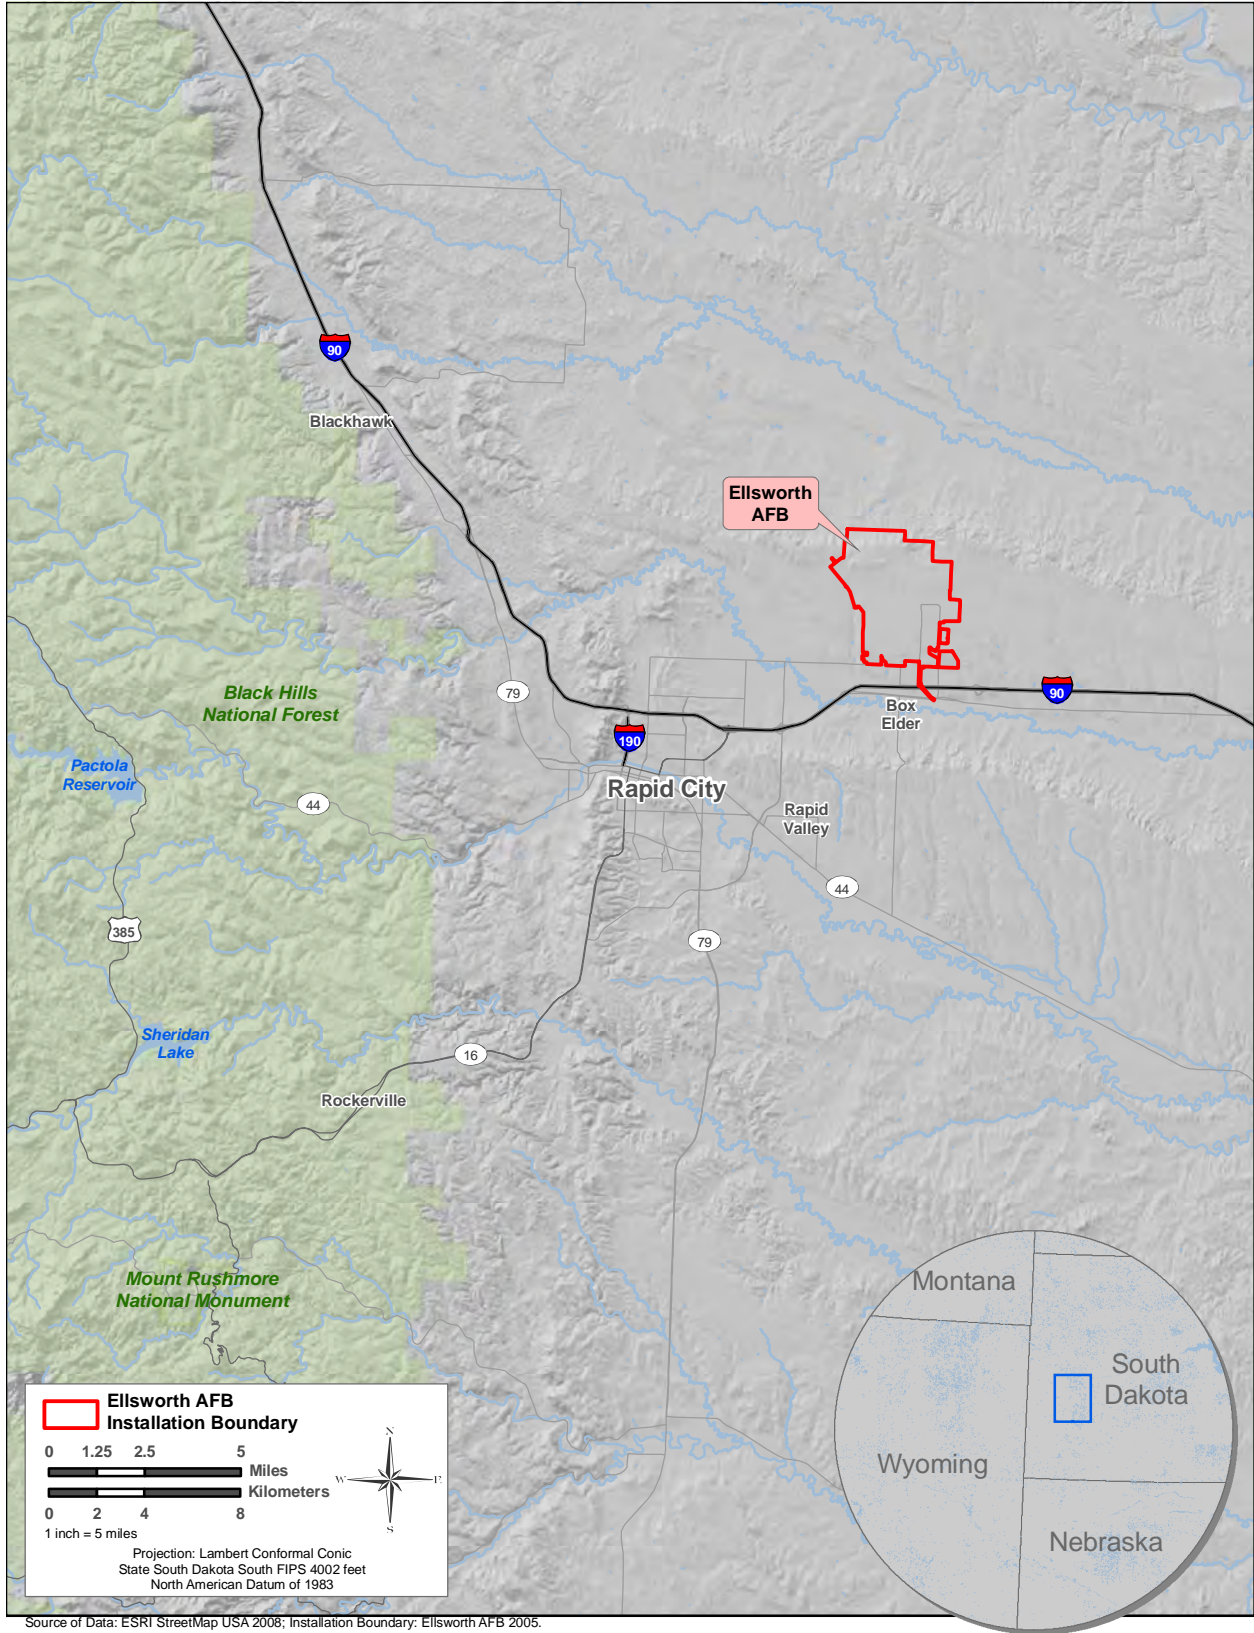 90
Blackhawk
Ellsworth
AFB
Black Hills
National Forest
79
90
Box
Elder
190
Pactola
Reservoir
Rapid City
44
Rapid
Valley
44
385
79
Sheridan
Lake
16
Rockerville
Mount Rushmore
National Monument
Montana
South
Dakota
Wyoming
Nebraska
Ellsworth AFB
Installation Boundary
0 1.25 2.5 5
Miles
Kilometers
0 2 4 8
1 inch = 5 miles
N
W E
S
Projection: Lambert Conformal Conic
State South Dakota South FIPS 4002 feet
North American Datum of 1983
Source of Data: ESRI StreetMap USA 2008; Installation Boundary: Ellsworth AFB 2005.